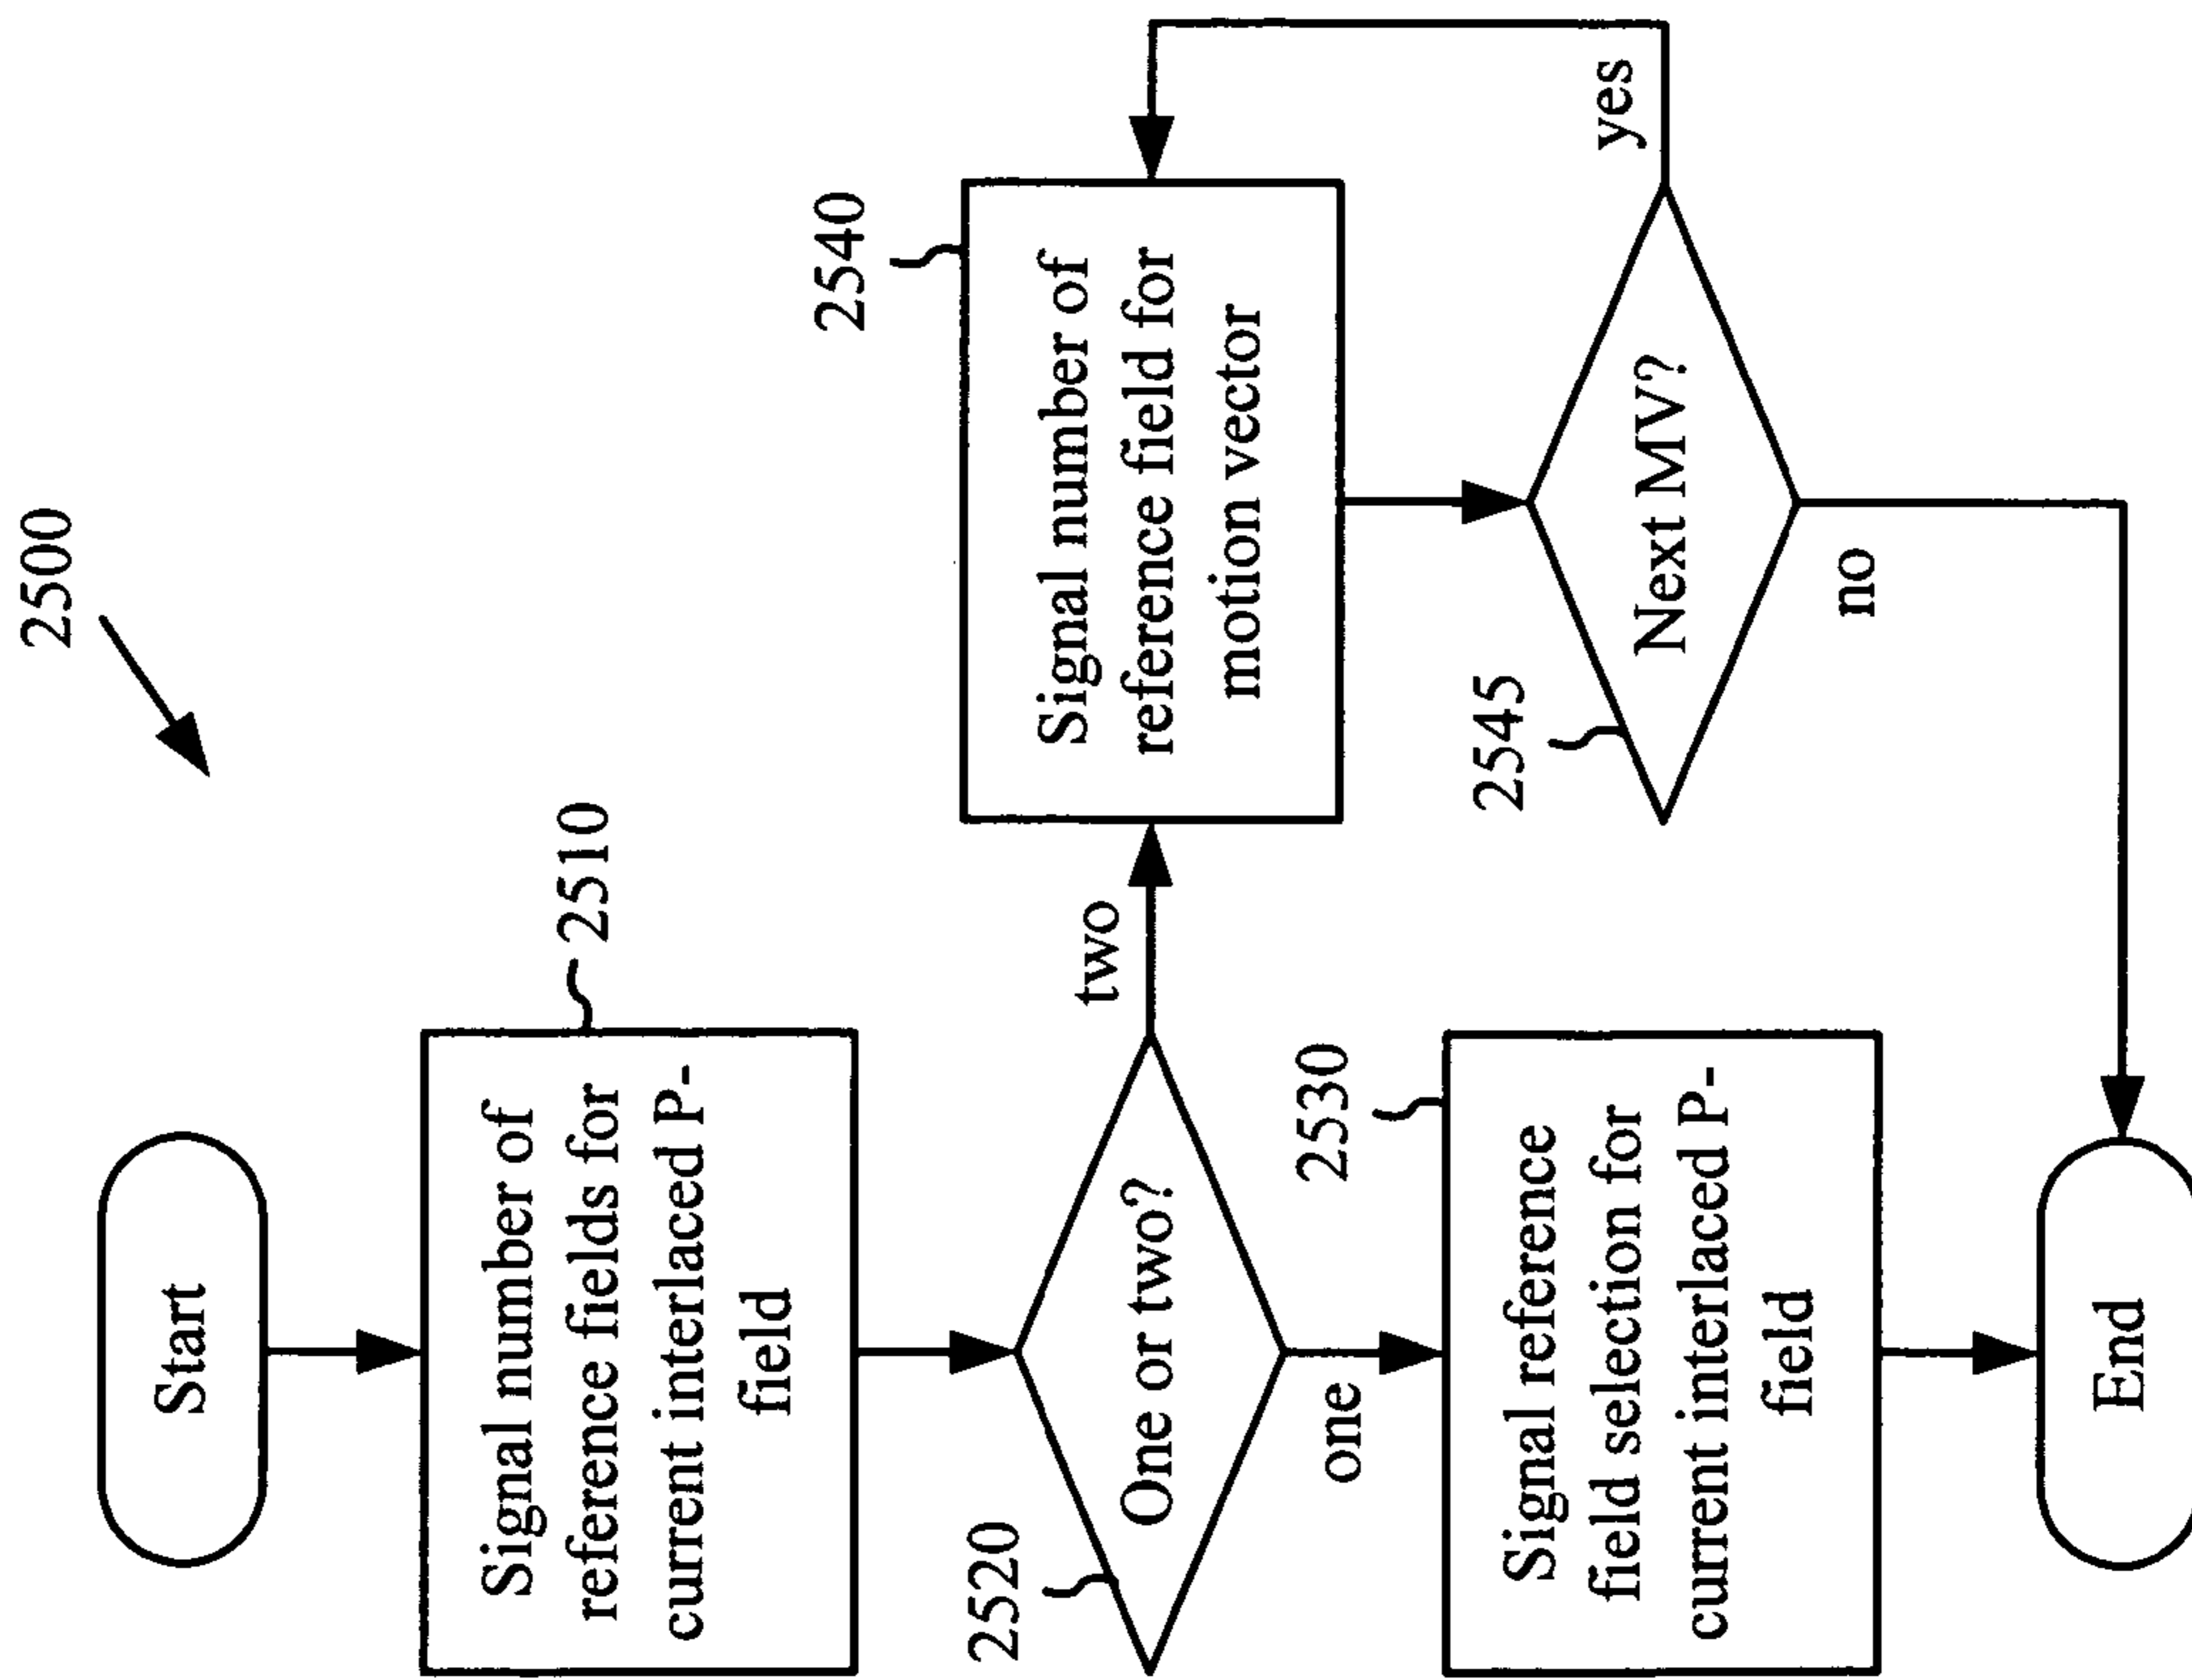 2500
Start
Signal number of
reference fields for
current interlaced P-
field
2510
2520
One or two?
two
one
2530
Signal reference
field selection for
current interlaced P-
field
2540
Signal number of
reference field for
motion vector
2545
Next MV?
yes
no
End